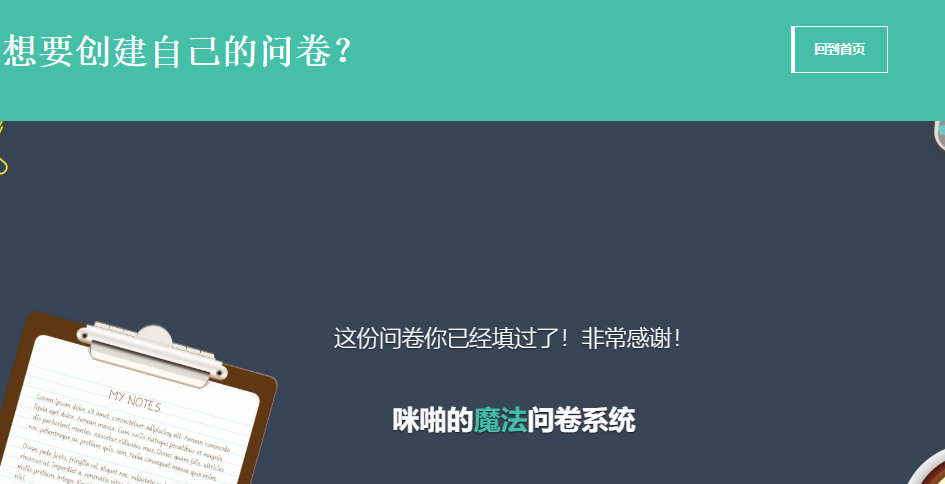 想要创建自己的问卷？
回到首页
这份问卷你已经填过了！非常感谢！
咪啪的魔法问卷系统
MY NOTES
Lorem ipsum dolor sit amet, consectetuer adipiscing elit. Aenean commodo
ligula eget dolor. Aenean massa. Cum sociis natoque penatibus et magnis
dis parturient montes, nascetur ridiculus mus. Donec quam felis, ultricies
nec, pellentesque eu, pretium quis, sem. Nulla consequat massa quis enim.
Donec pede justo, fringilla vel, aliquet nec, vulputate
rhoncus ut, imperdiet a, venenatis vitae
mollis pretium. Integer
nisi.